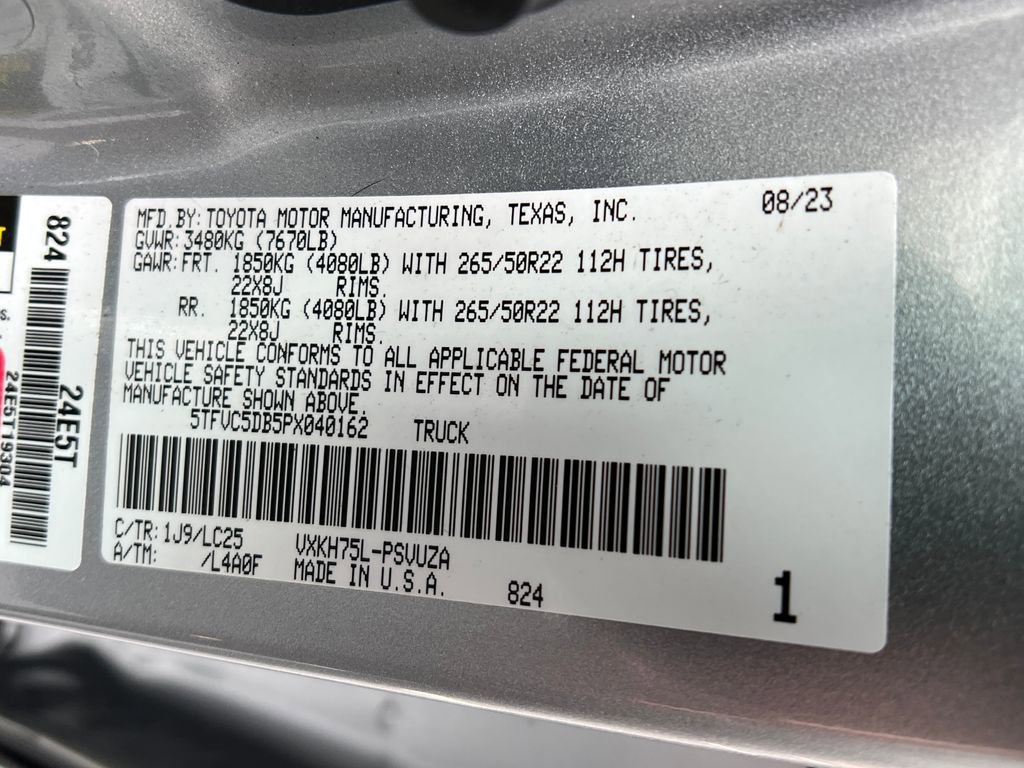 MFD.BY:TOYOTA MOTOR MANUFACTURING, TEXAS, INC. 08/23
GVWR:3480KG (7670LB)
GAWR:FRT. 1850KG (4080LB) WITH 265/50R22 112H TIRES,
22X8J RIMS.
RR. 1850KG (4080LB) WITH 265/50R22 112H TIRES,
22X8J RIMS.
THIS VEHICLE CONFORMS TO ALL APPLICABLE FEDERAL MOTOR
VEHICLE SAFETY STANDARDS IN EFFECT ON THE DATE OF
MANUFACTURE SHOWN ABOVE.
5TFVC5DB5PX040162 TRUCK
C/TR:1J9/LC25 VXKH75L-PSVUZA
A/TM: /L4A0F MADE IN U.S.A. 824
1
824
24E5T
24E5T19304